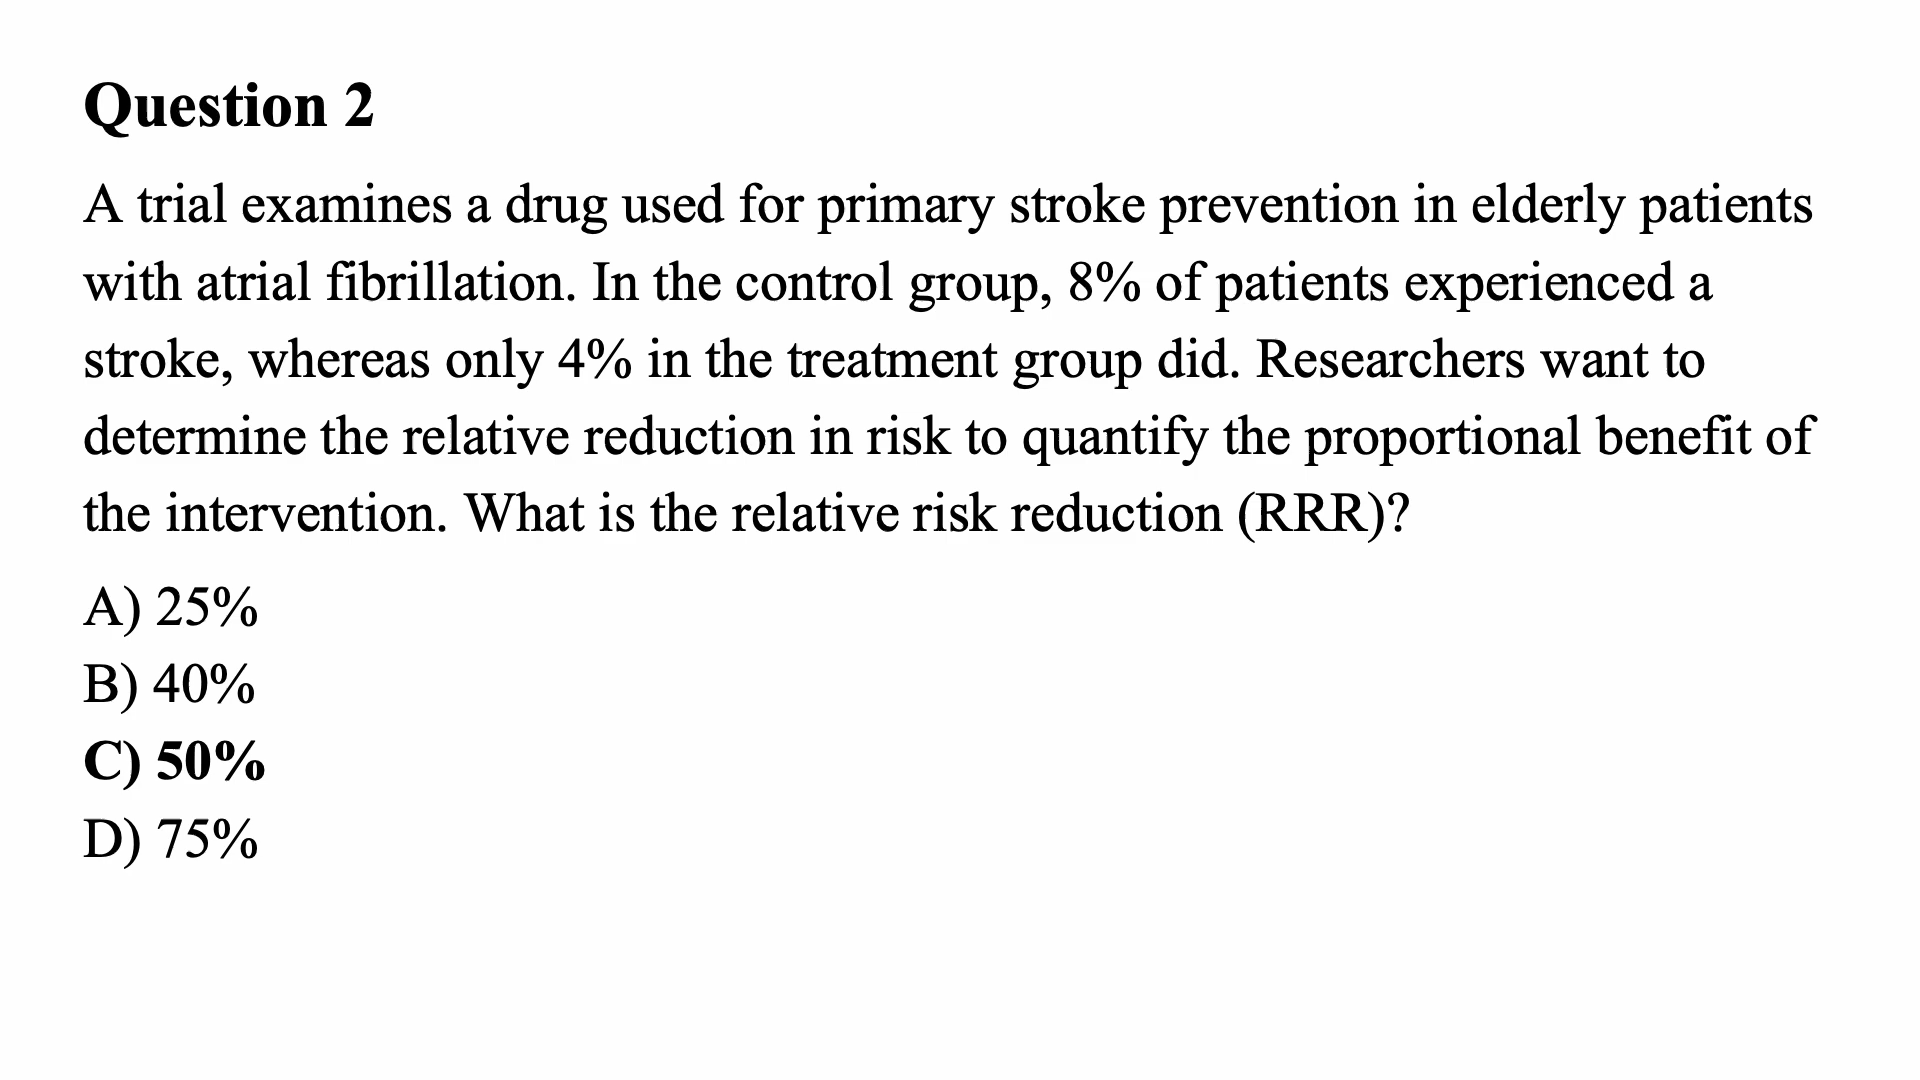 Question 2
A trial examines a drug used for primary stroke prevention in elderly patients
with atrial fibrillation. In the control group, 8% of patients experienced a
stroke, whereas only 4% in the treatment group did. Researchers want to
determine the relative reduction in risk to quantify the proportional benefit of
the intervention. What is the relative risk reduction (RRR)?
A) 25%
B) 40%
C) 50%
D) 75%